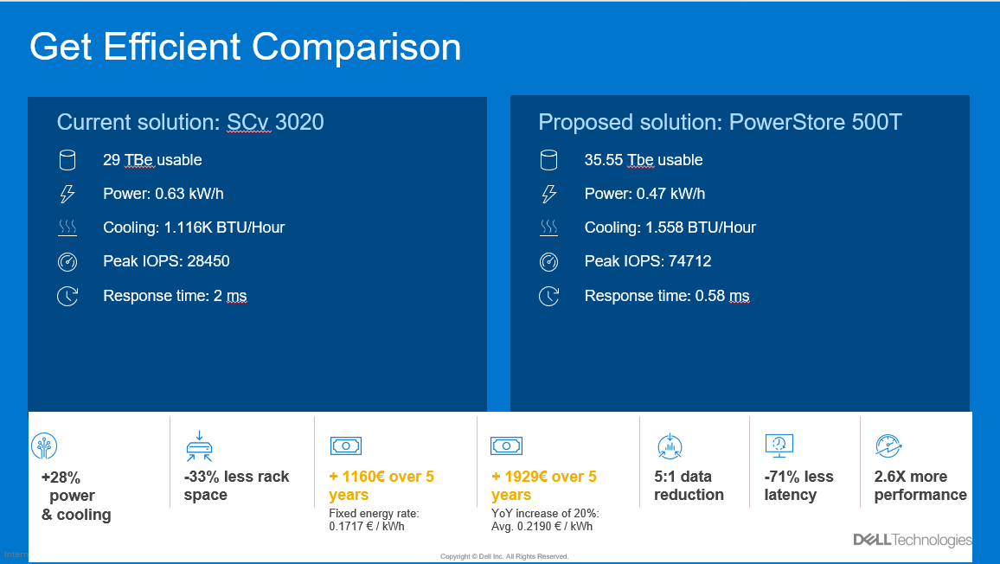 Get Efficient Comparison
Current solution: SCv 3020
29 TBe usable
Power: 0.63 kW/h
Cooling: 1.116K BTU/Hour
Peak IOPS: 28450
Response time: 2 ms
Proposed solution: PowerStore 500T
35.55 Tbe usable
Power: 0.47 kW/h
Cooling: 1.558 BTU/Hour
Peak IOPS: 74712
Response time: 0.58 ms
+28%
power
& cooling
-33% less rack
space
+ 1160€ over 5
years
Fixed energy rate:
0.1717 € / kWh
+ 1929€ over 5
years
YoY increase of 20%:
Avg. 0.2190 € / kWh
5:1 data
reduction
-71% less
latency
2.6X more
performance
DELLTechnologies
Intern
Copyright © Dell Inc. All Rights Reserved.